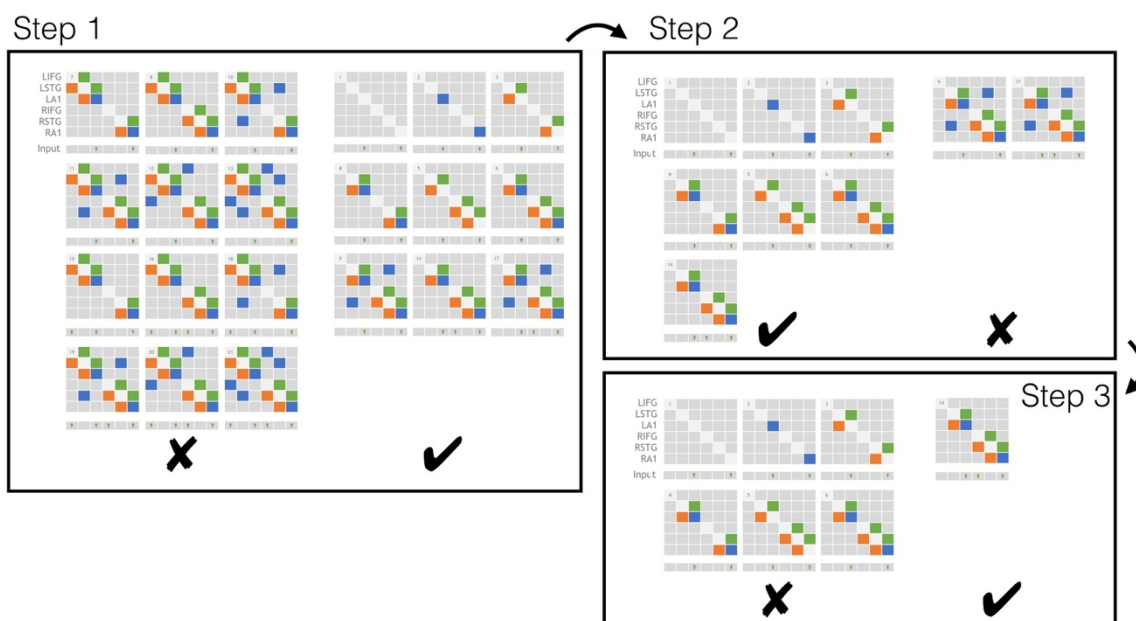 Step 1
LIFG
LSTG
LA1
RIFG
RSTG
RA1
Input
7
8
10
1
2
3
11
12
13
4
5
6
15
16
18
9
14
17
19
20
21
Step 2
LIFG
LSTG
LA1
RIFG
RSTG
RA1
Input
1
2
3
9
17
4
5
6
14
Step 3
LIFG
LSTG
LA1
RIFG
RSTG
RA1
Input
1
2
3
14
4
5
6